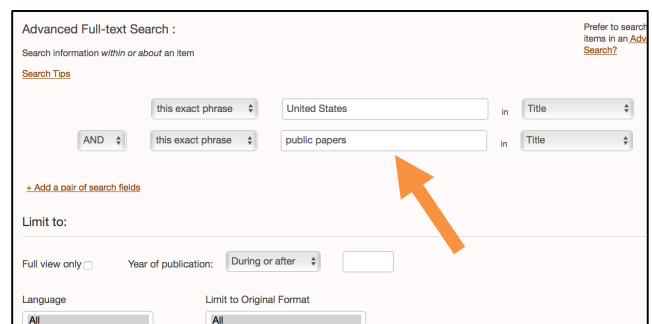 Advanced Full-text Search :
Prefer to search
items in an Adv
Search?
Search information within or about an item
Search Tips
this exact phrase United States in Title
AND this exact phrase public papers in Title
+ Add a pair of search fields
Limit to:
Full view only Year of publication: During or after
Language Limit to Original Format
All All